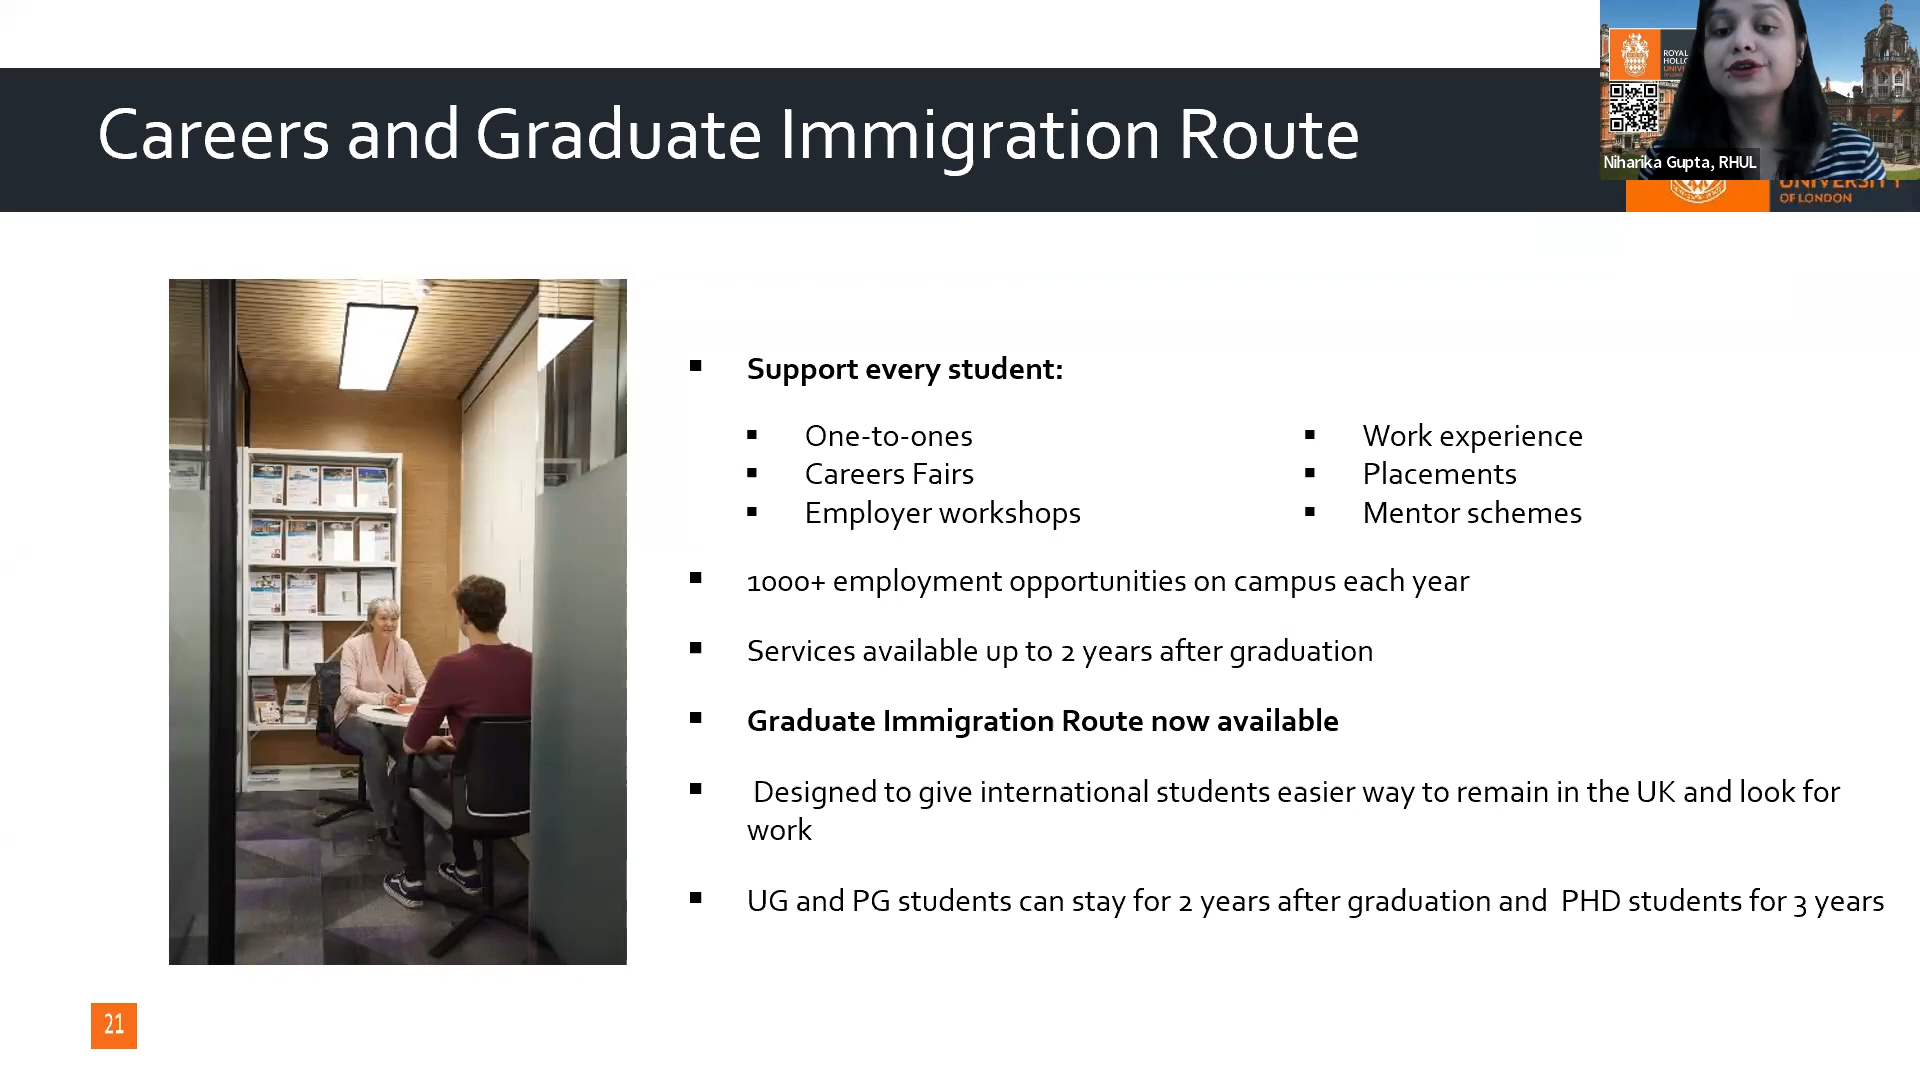 Careers and Graduate Immigration Route
ROYAL
Niharika Gupta, RHUL
UNIVERSITY
OF LONDON
Support every student:
One-to-ones
Careers Fairs
Employer workshops
Work experience
Placements
Mentor schemes
1000+ employment opportunities on campus each year
Services available up to 2 years after graduation
Graduate Immigration Route now available
Designed to give international students easier way to remain in the UK and look for
work
UG and PG students can stay for 2 years after graduation and PHD students for 3 years
21